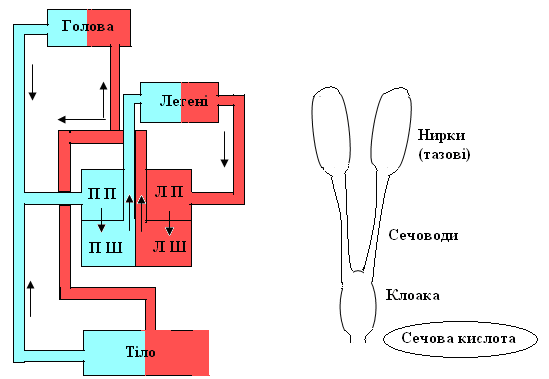 Голова
Легені
П П
Л П
П Ш
Л Ш
Тіло
Нирки
(тазові)
Сечоводи
Клоака
Сечова кислота